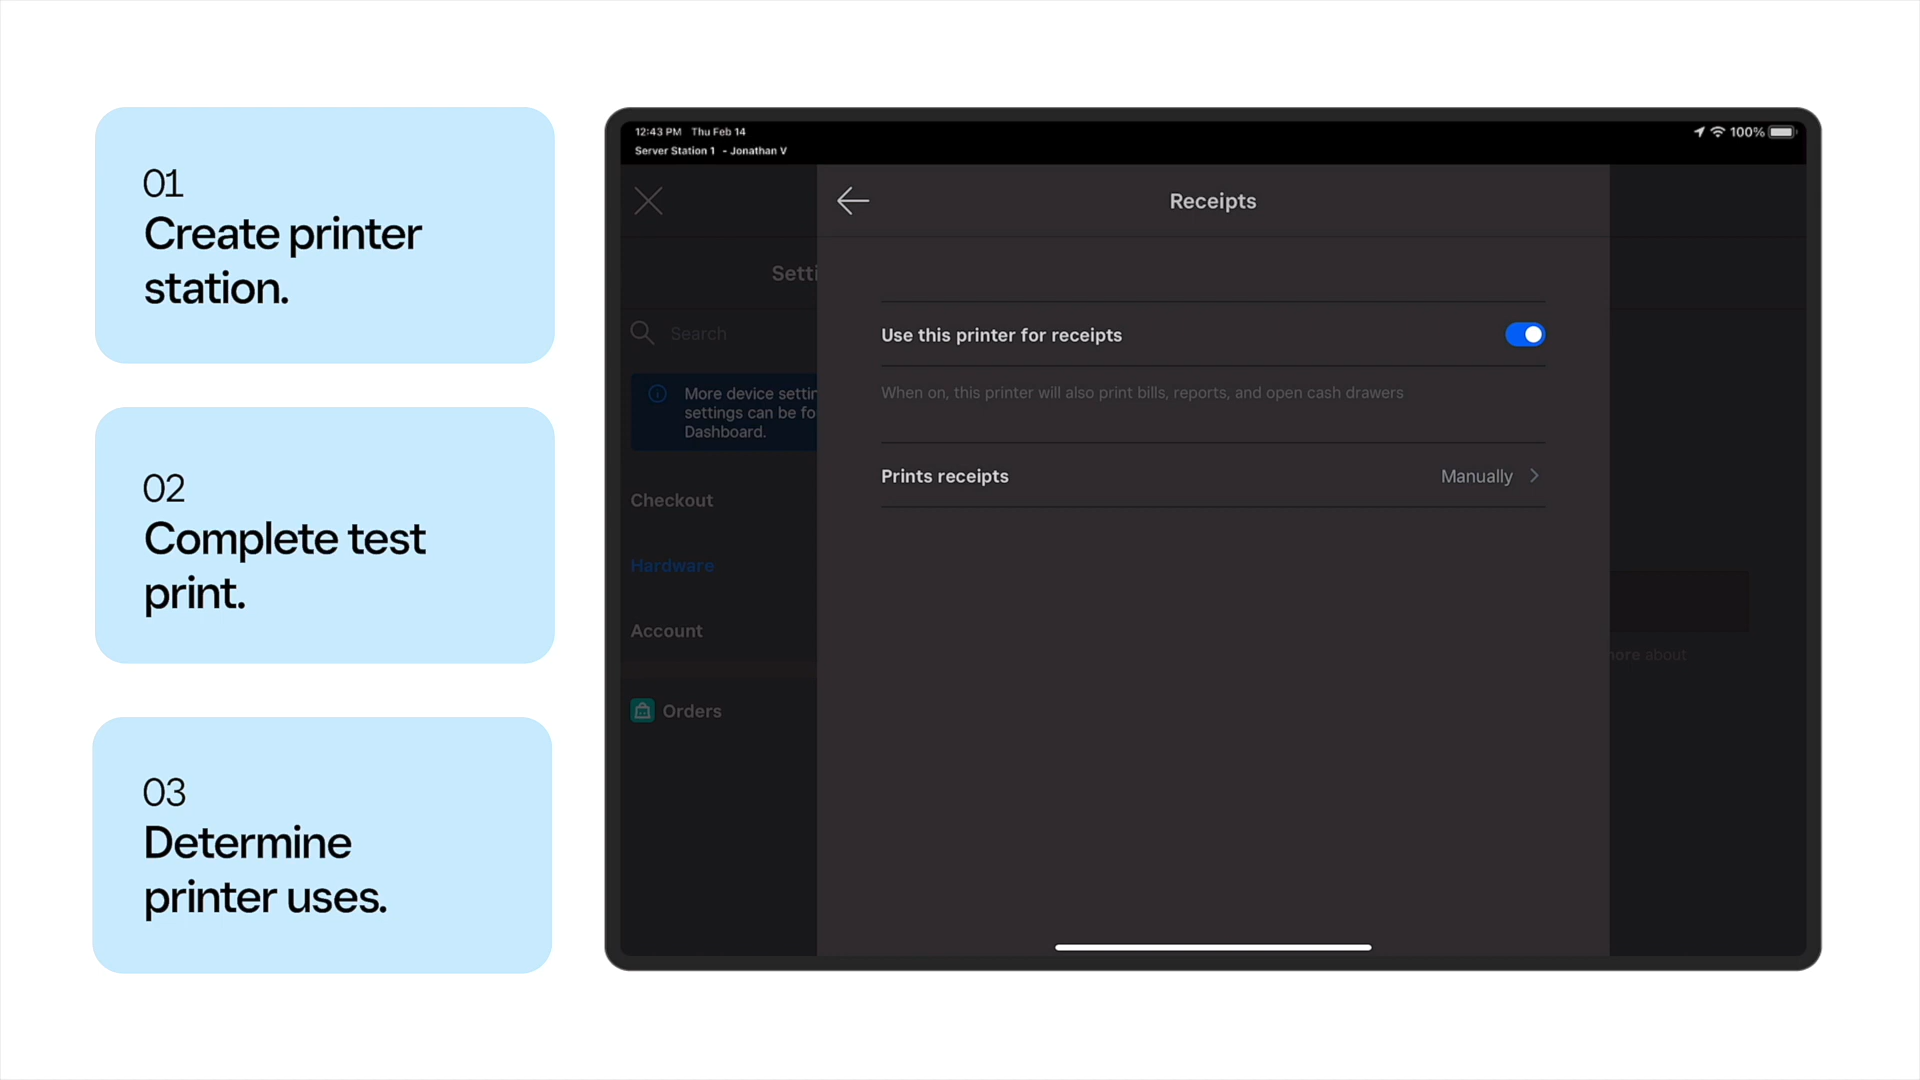 01
Create printer
station.
02
Complete test
print.
03
Determine
printer uses.
12:43 PM Thu Feb 14
Server Station 1 - Jonathan V
100%
Receipts
Setti
Search
More device settin
settings can be fo
Dashboard.
Checkout
Hardware
Account
Orders
Use this printer for receipts
When on, this printer will also print bills, reports, and open cash drawers
Prints receipts
Manually
ore about